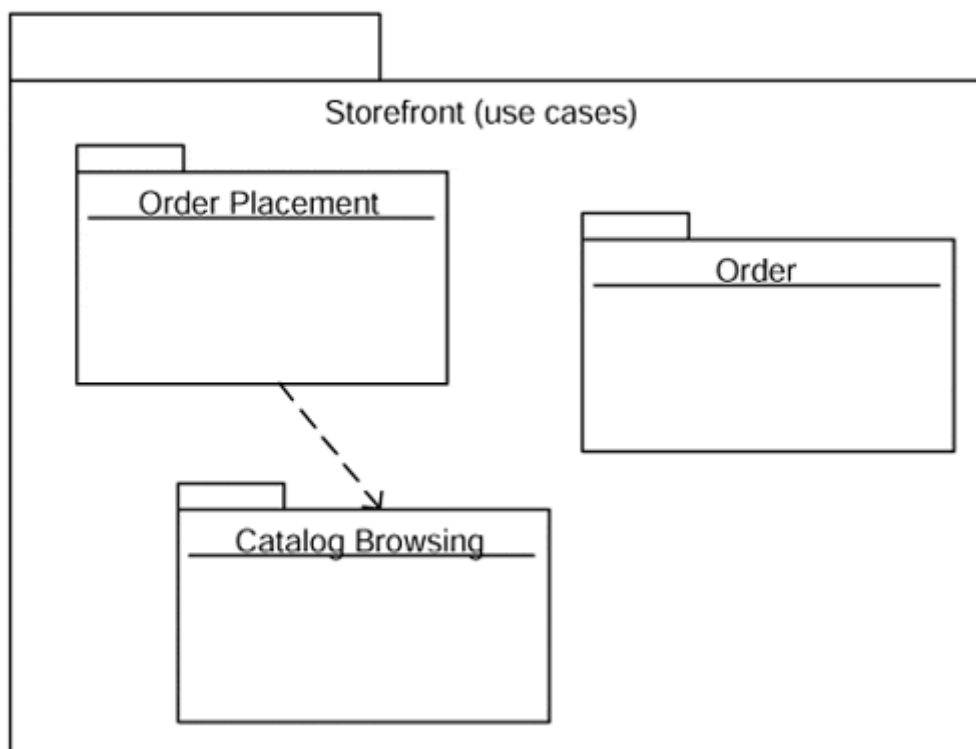 Storefront (use cases)
Order Placement
Order
Catalog Browsing